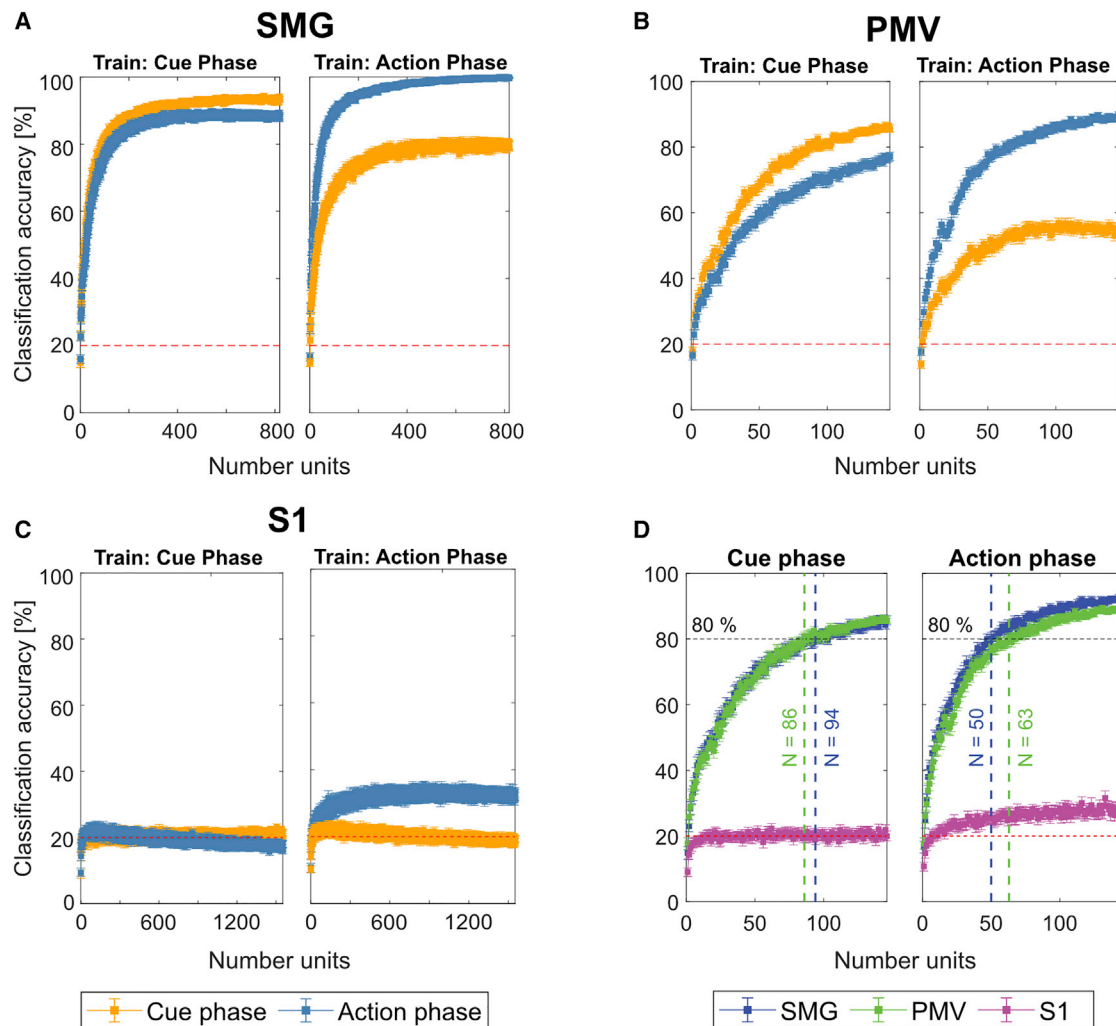 A
SMG
Train: Cue Phase
Train: Action Phase
Classification accuracy [%]
100
80
60
40
20
0
0 400 800
0 400 800
Number units
B
PMV
Train: Cue Phase
Train: Action Phase
100
80
60
40
20
0
0 50 100
0 50 100
Number units
C
S1
Train: Cue Phase
Train: Action Phase
Classification accuracy [%]
100
80
60
40
20
0
0 600 1200
0 600 1200
Number units
Cue phase Action phase
D
Cue phase
Action phase
100
80
60
40
20
0
80 %
N = 86
N = 94
80 %
N = 50
N = 63
0 50 100
0 50 100
Number units
SMG PMV S1